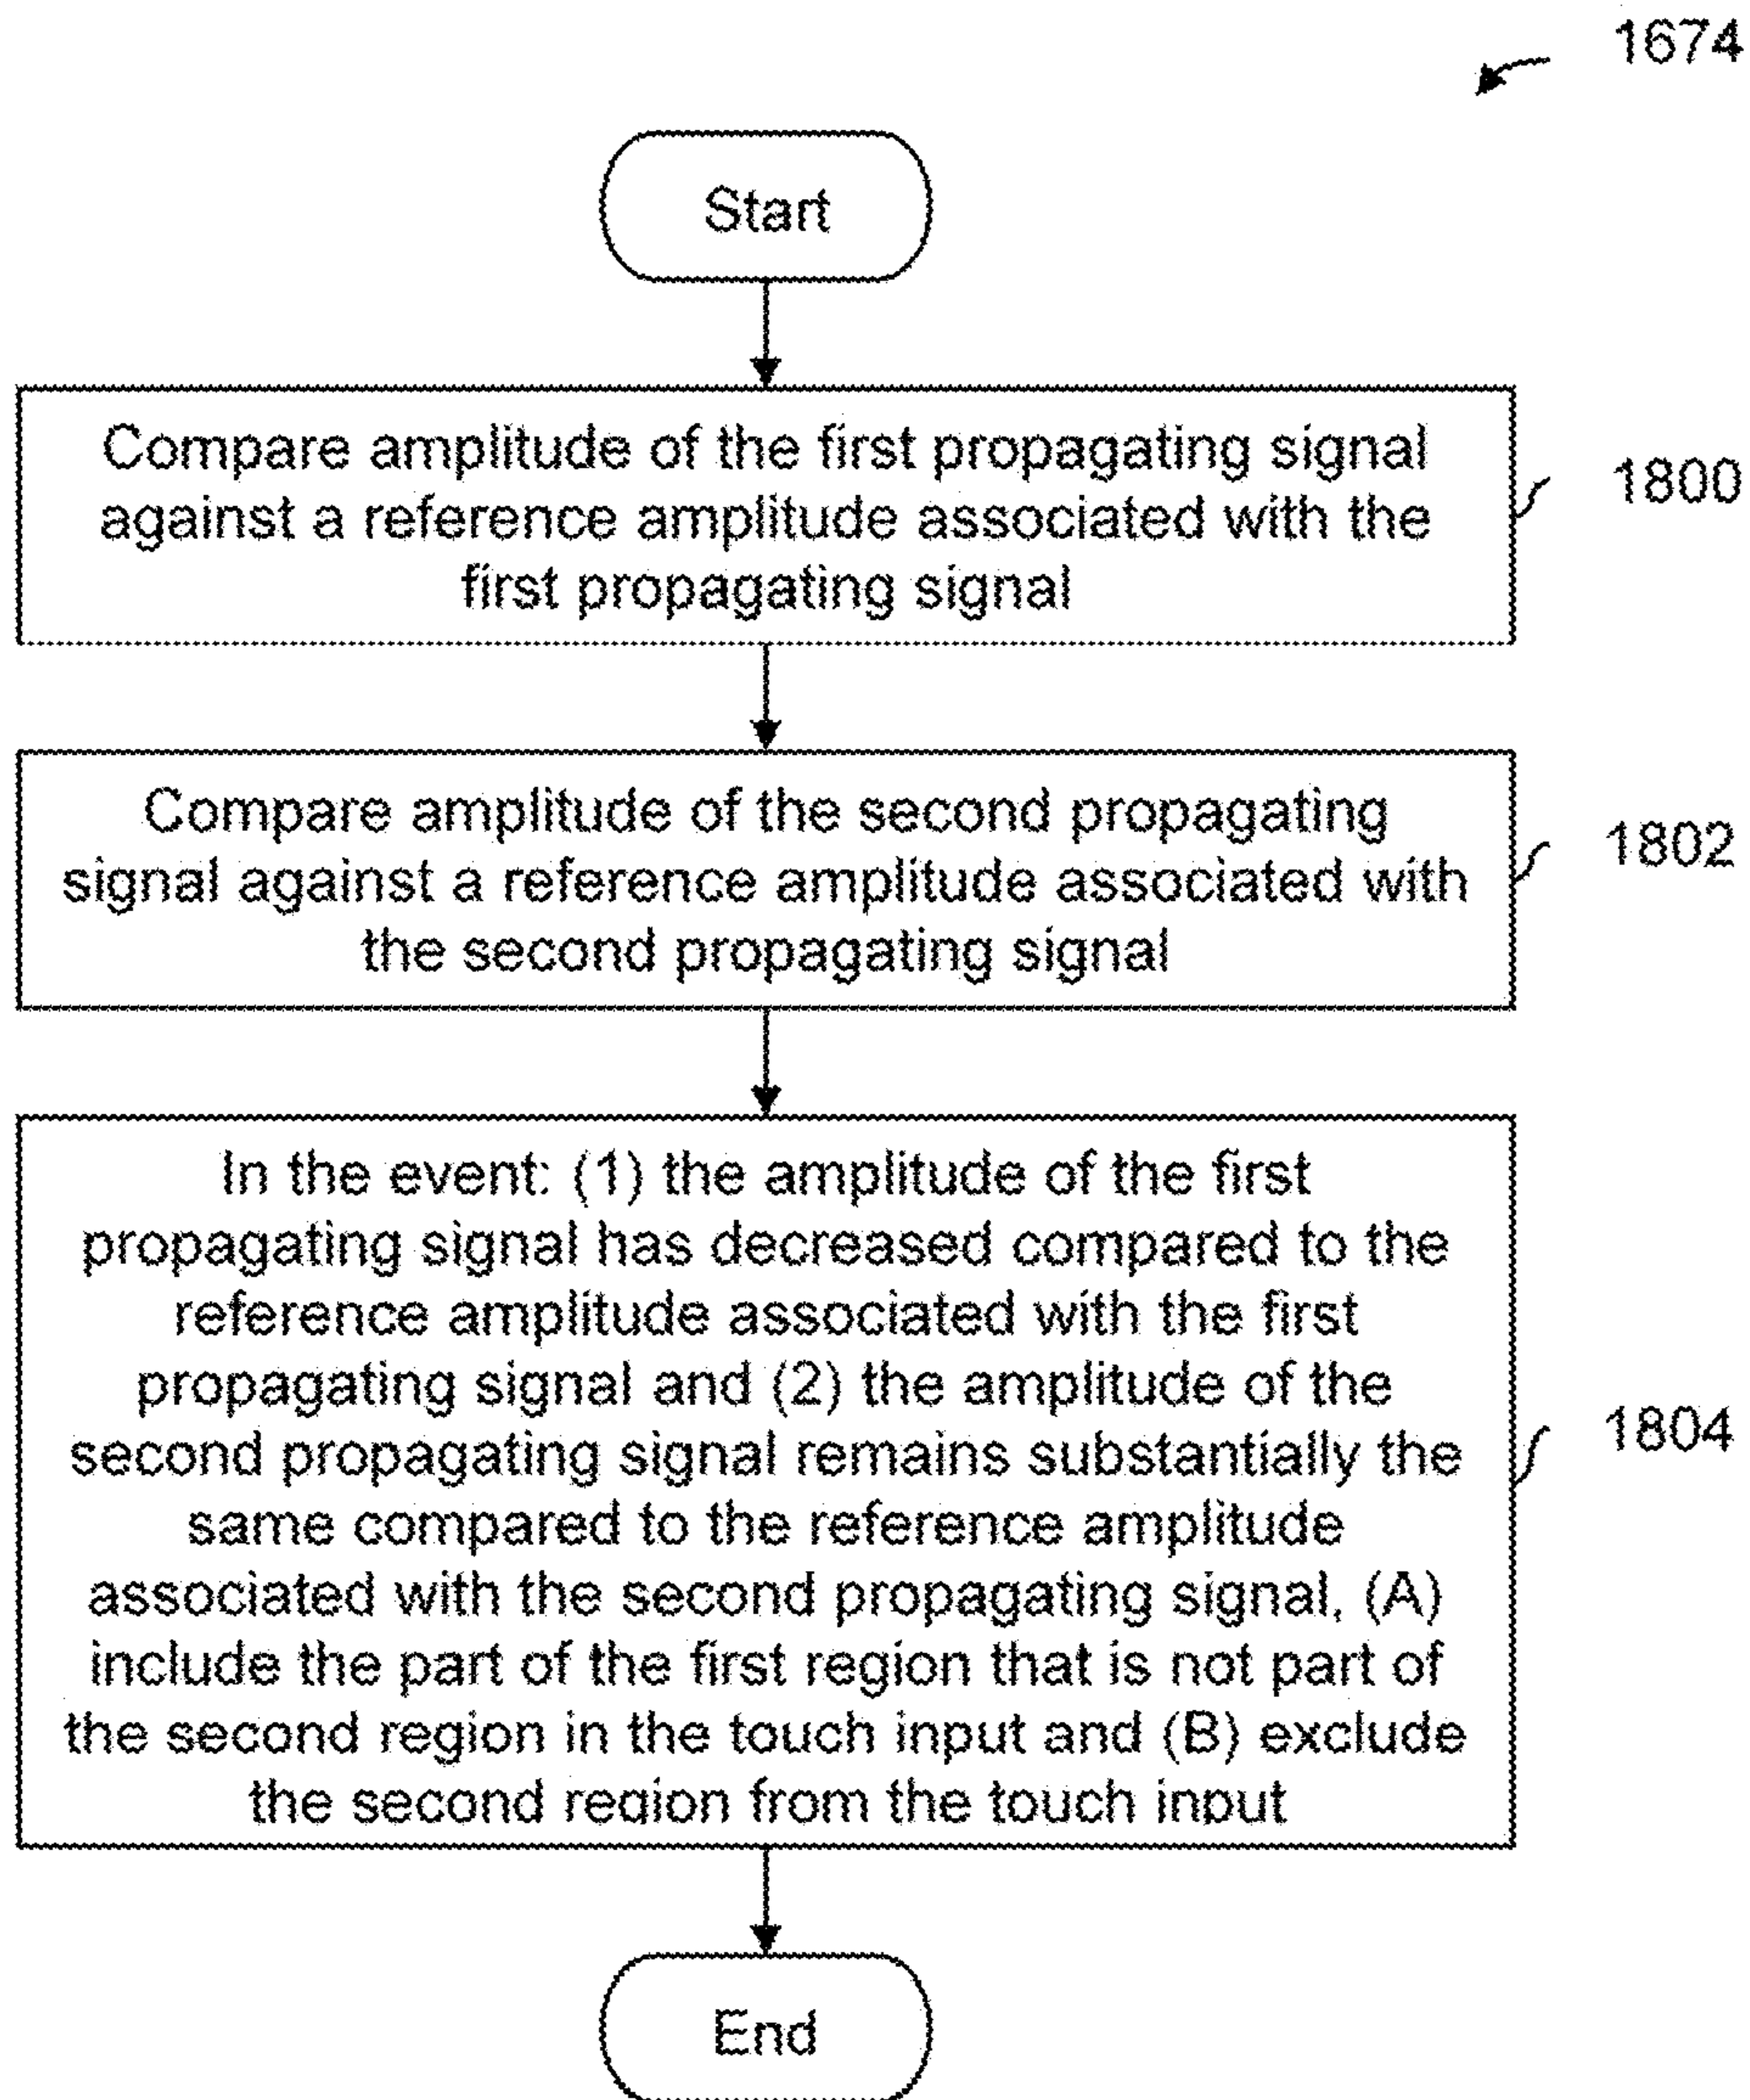 1674
Start
Compare amplitude of the first propagating signal
against a reference amplitude associated with the
first propagating signal
1800
Compare amplitude of the second propagating
signal against a reference amplitude associated with
the second propagating signal
1802
In the event: (1) the amplitude of the first
propagating signal has decreased compared to the
reference amplitude associated with the first
propagating signal and (2) the amplitude of the
second propagating signal remains substantially the
same compared to the reference amplitude
associated with the second propagating signal, (A)
include the part of the first region that is not part of
the second region in the touch input and (B) exclude
the second region from the touch input
1804
End